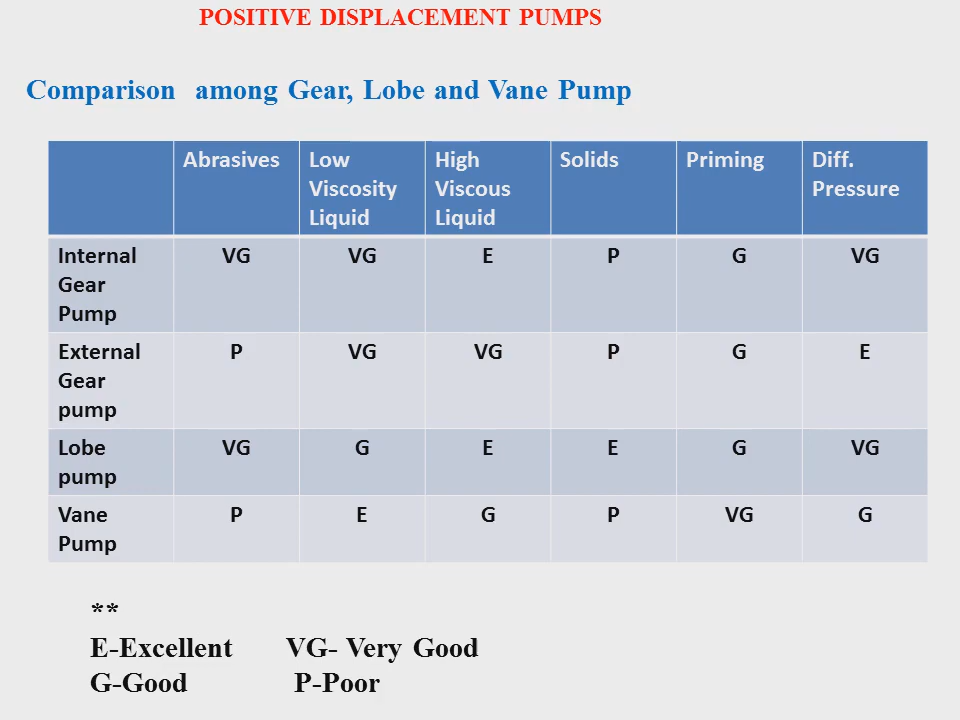 POSITIVE DISPLACEMENT PUMPS
Comparison among Gear, Lobe and Vane Pump
Abrasives Low Viscosity Liquid High Viscous Liquid Solids Priming Diff. Pressure
Internal Gear Pump VG VG E P G VG
External Gear pump P VG VG P G E
Lobe pump VG G E E G VG
Vane Pump P E G P VG G
**
E-Excellent VG- Very Good
G-Good P-Poor